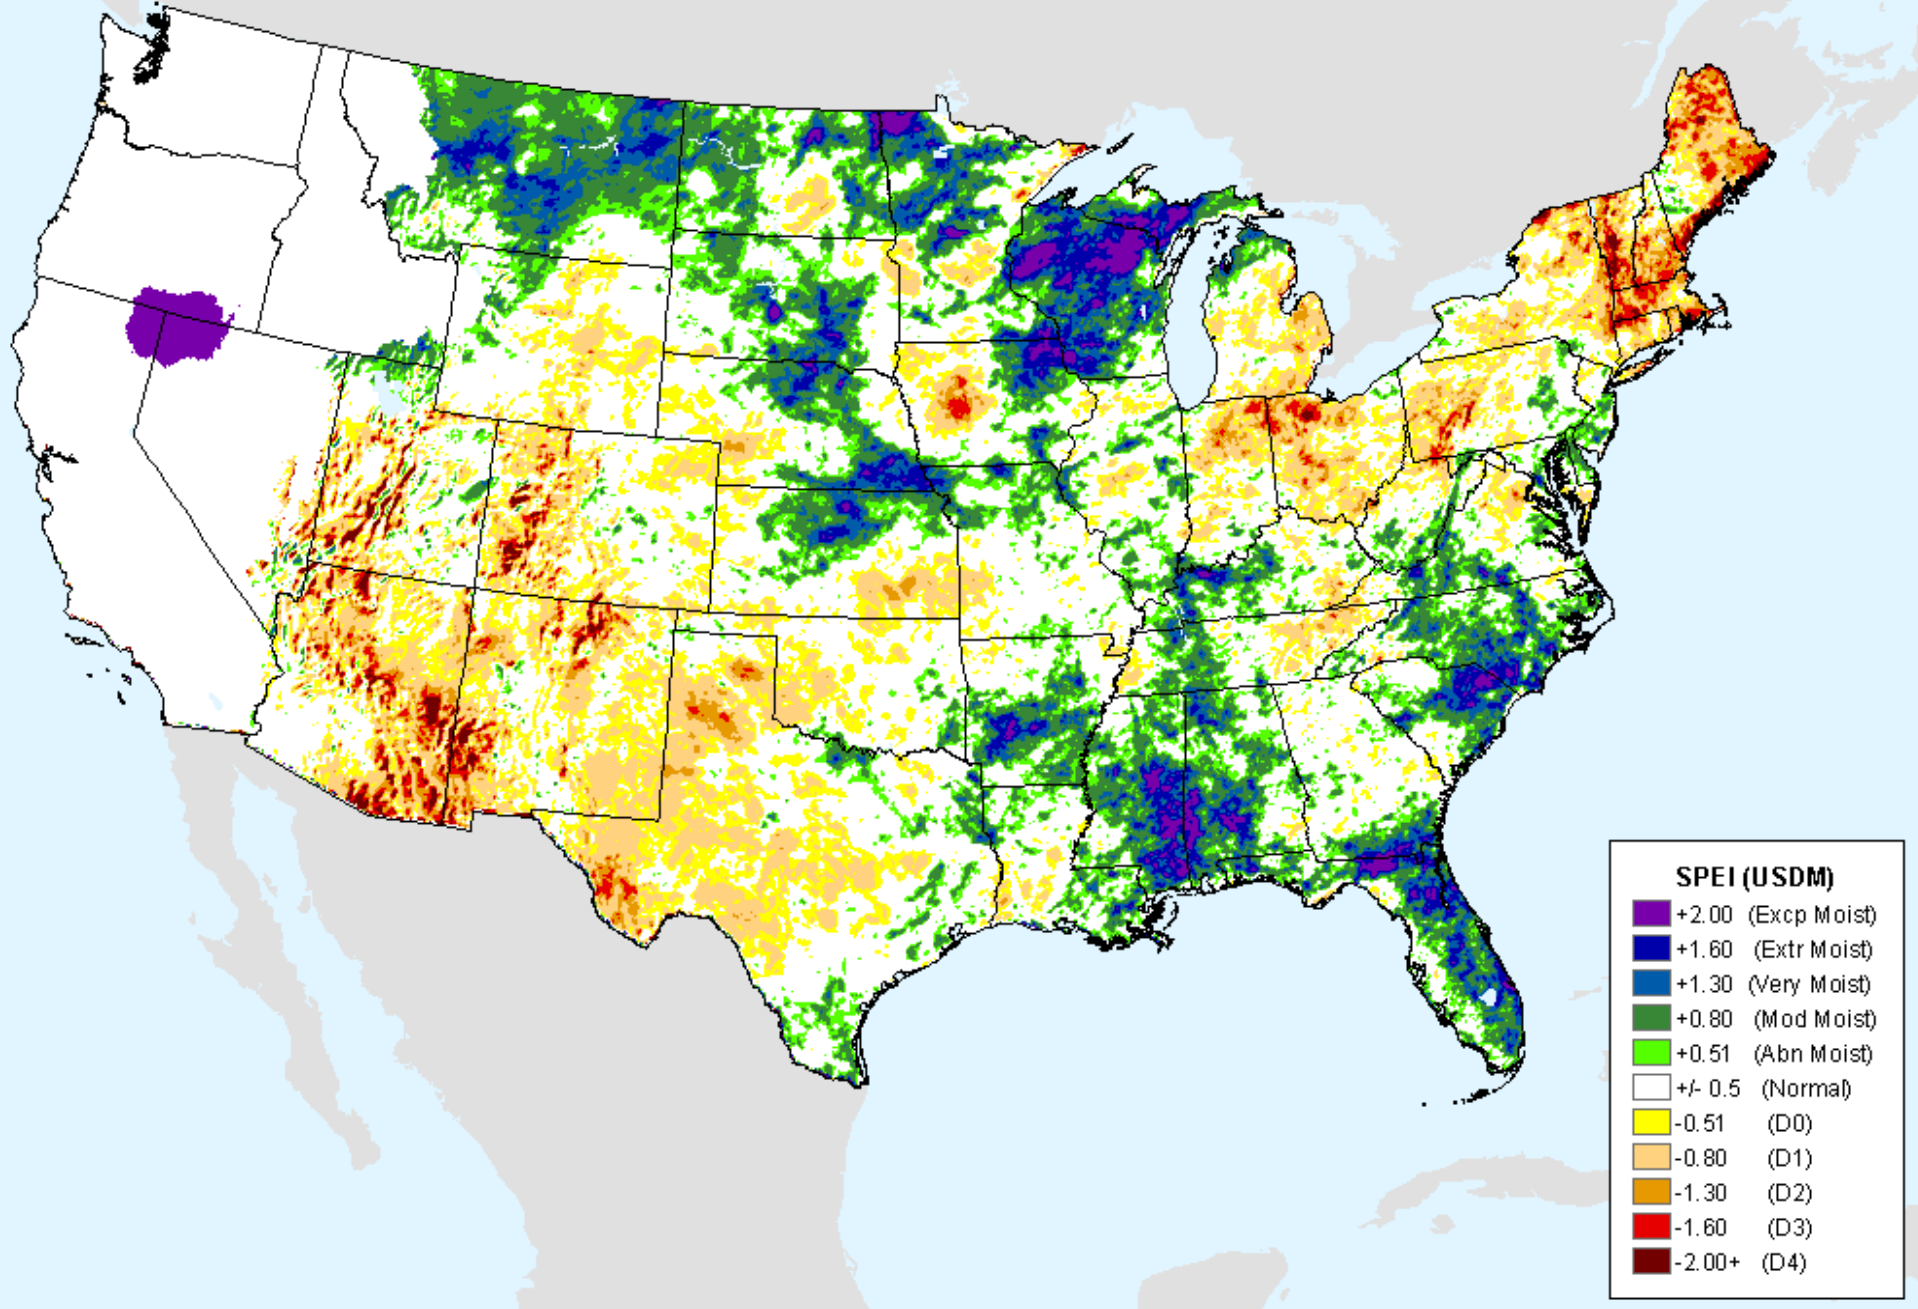 SPEI (USDM)
+2.00 (Excp Moist)
+1.60 (Extr Moist)
+1.30 (Very Moist)
+0.80 (Mod Moist)
+0.51 (Abn Moist)
+/- 0.5 (Normal)
-0.51 (D0)
-0.80 (D1)
-1.30 (D2)
-1.60 (D3)
-2.00+ (D4)